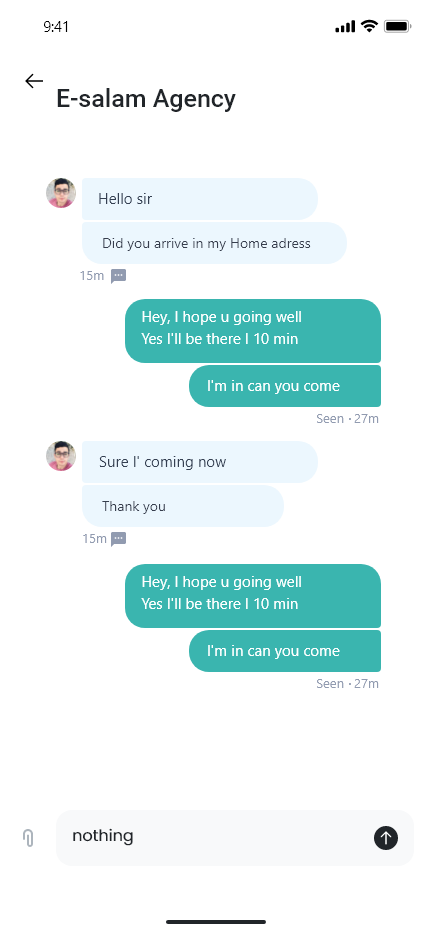 9:41
E-salam Agency
Hello sir
Did you arrive in my Home adress
15m
Hey, I hope u going well
Yes I'll be there I 10 min
I'm in can you come
Seen · 27m
Sure I' coming now
Thank you
15m
Hey, I hope u going well
Yes I'll be there I 10 min
I'm in can you come
Seen · 27m
nothing